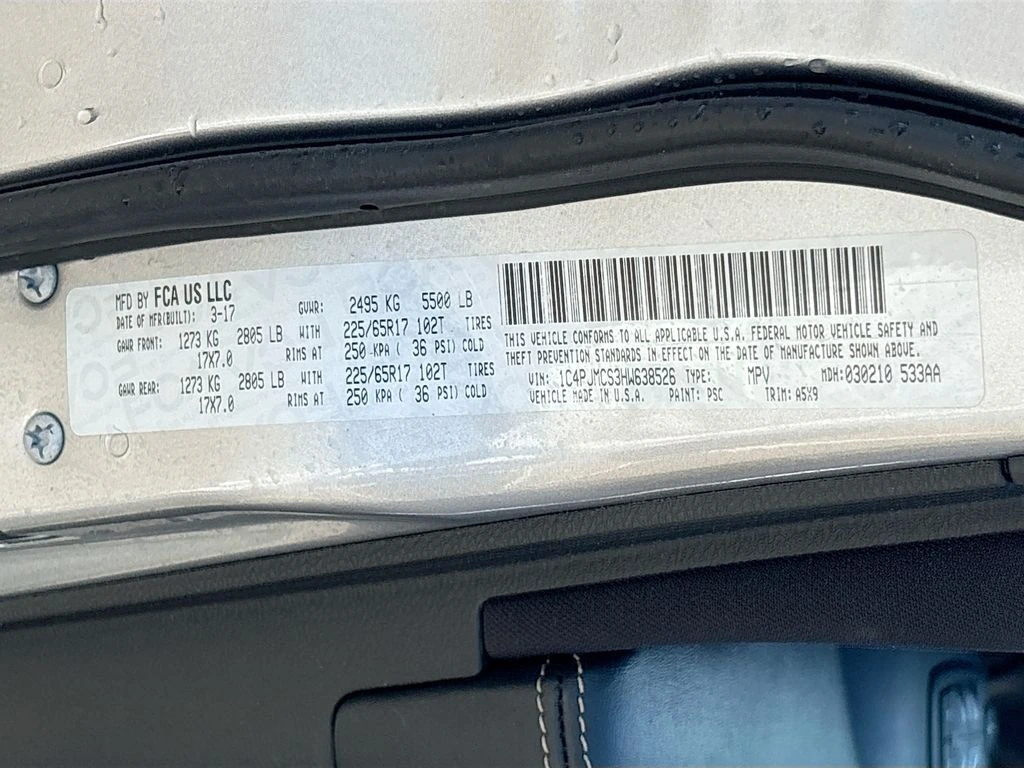 MFD BY FCA US LLC
DATE OF MFR(BUILT): 3-17
GVWR: 2495 KG 5500 LB
GAWR FRONT: 1273 KG 2805 LB WITH 225/65R17 102T TIRES
17X7.0 RIMS AT 250 KPA ( 36 PSI) COLD
GAWR REAR: 1273 KG 2805 LB WITH 225/65R17 102T TIRES
17X7.0 RIMS AT 250 KPA ( 36 PSI) COLD
THIS VEHICLE CONFORMS TO ALL APPLICABLE U.S.A. FEDERAL MOTOR VEHICLE SAFETY AND
THEFT PREVENTION STANDARDS IN EFFECT ON THE DATE OF MANUFACTURE SHOWN ABOVE.
VIN: 1C4PJMCS3HW638526 TYPE: MPV MDH:030210 533AA
VEHICLE MADE IN U.S.A. PAINT: PSC TRIM: A5X9